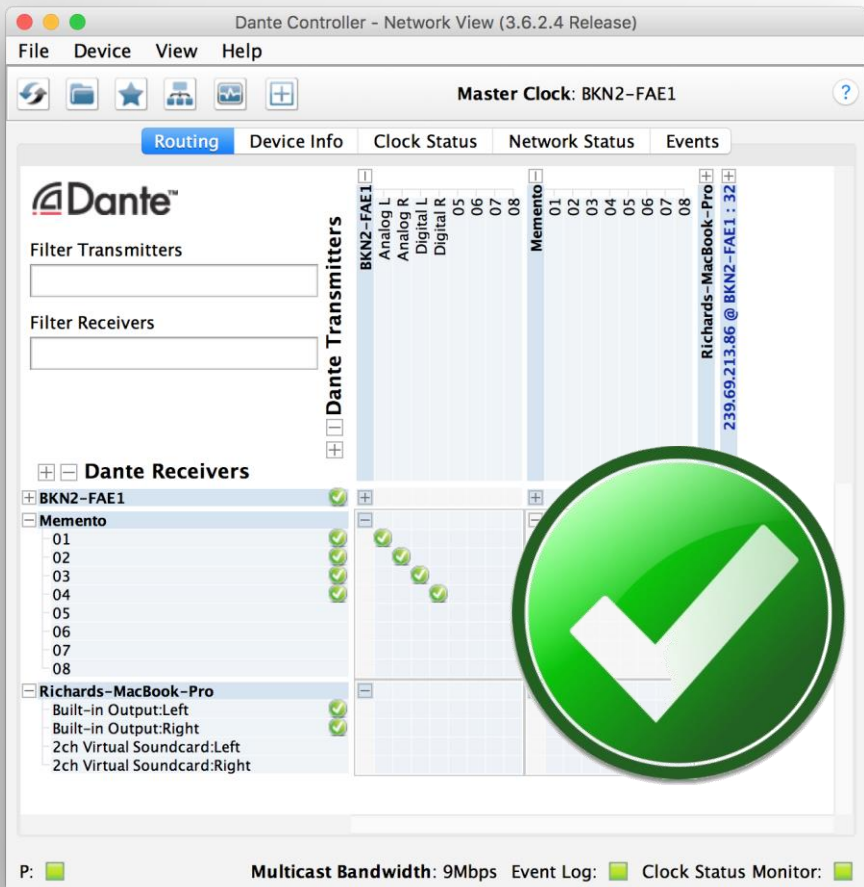 Dante Controller - Network View (3.6.2.4 Release)
File Device View Help
Master Clock: BKN2-FAE1
?
Routing Device Info Clock Status Network Status Events
Dante™
Filter Transmitters
Filter Receivers
Dante Transmitters
BKN2-FAE1
Analog L
Analog R
Digital L
Digital R
05
06
07
08
Memento
01
02
03
04
05
06
07
08
Richards-MacBook-Pro
239.69.213.86 @ BKN2-FAE1 : 32
Dante Receivers
BKN2-FAE1
Memento
01
02
03
04
05
06
07
08
Richards-MacBook-Pro
Built-in Output:Left
Built-in Output:Right
2ch Virtual Soundcard:Left
2ch Virtual Soundcard:Right
P: Multicast Bandwidth: 9Mbps Event Log: Clock Status Monitor: